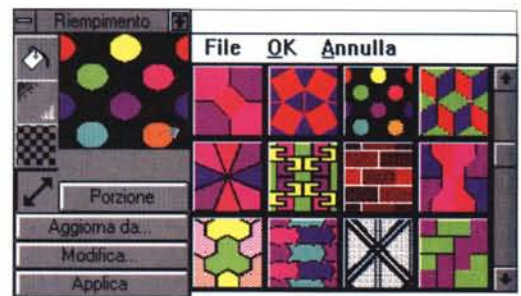 Riempimento
File OK Annulla
Porzione
Aggiorna da...
Modifica...
Applica